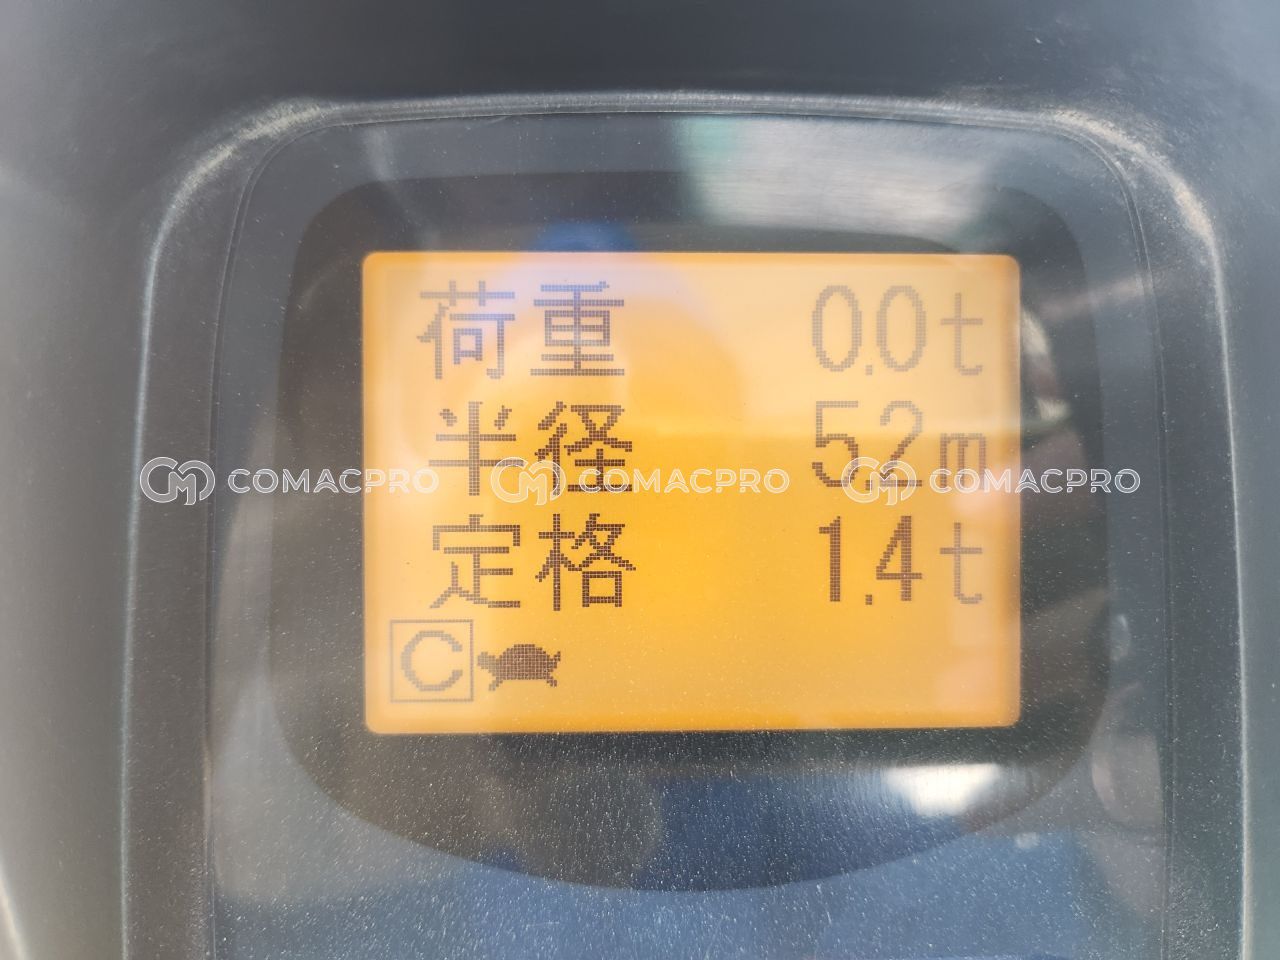 荷重 0.0t
半径 5.2m
定格 1.4t
C
COMACPRO COMACPRO COMACPRO